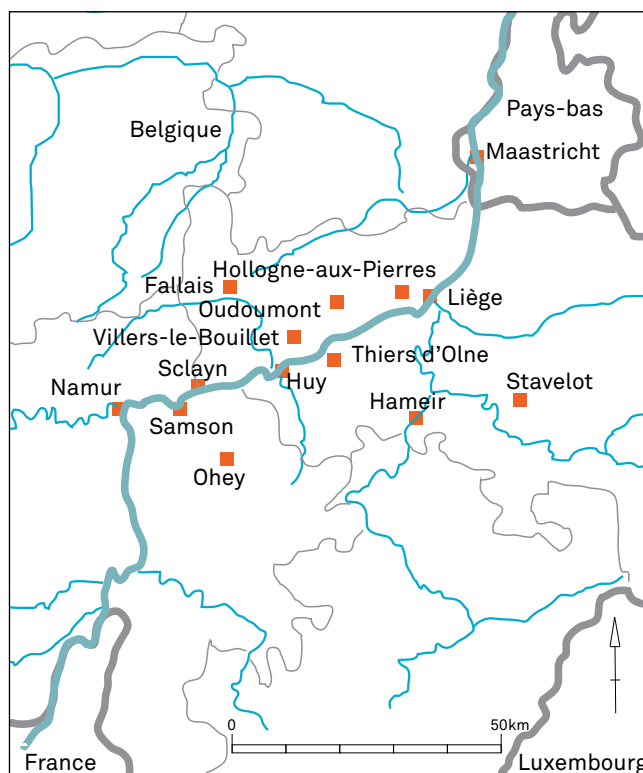 Pays-bas
Belgique
Maastricht
Hollogne-aux-Pierres
Fallais
Liège
Oudoumont
Villers-le-Bouillet
Thiers d'Olne
Sclayn
Huy
Namur
Stavelot
Hameir
Samson
Ohey
0
50km
France
Luxembourg